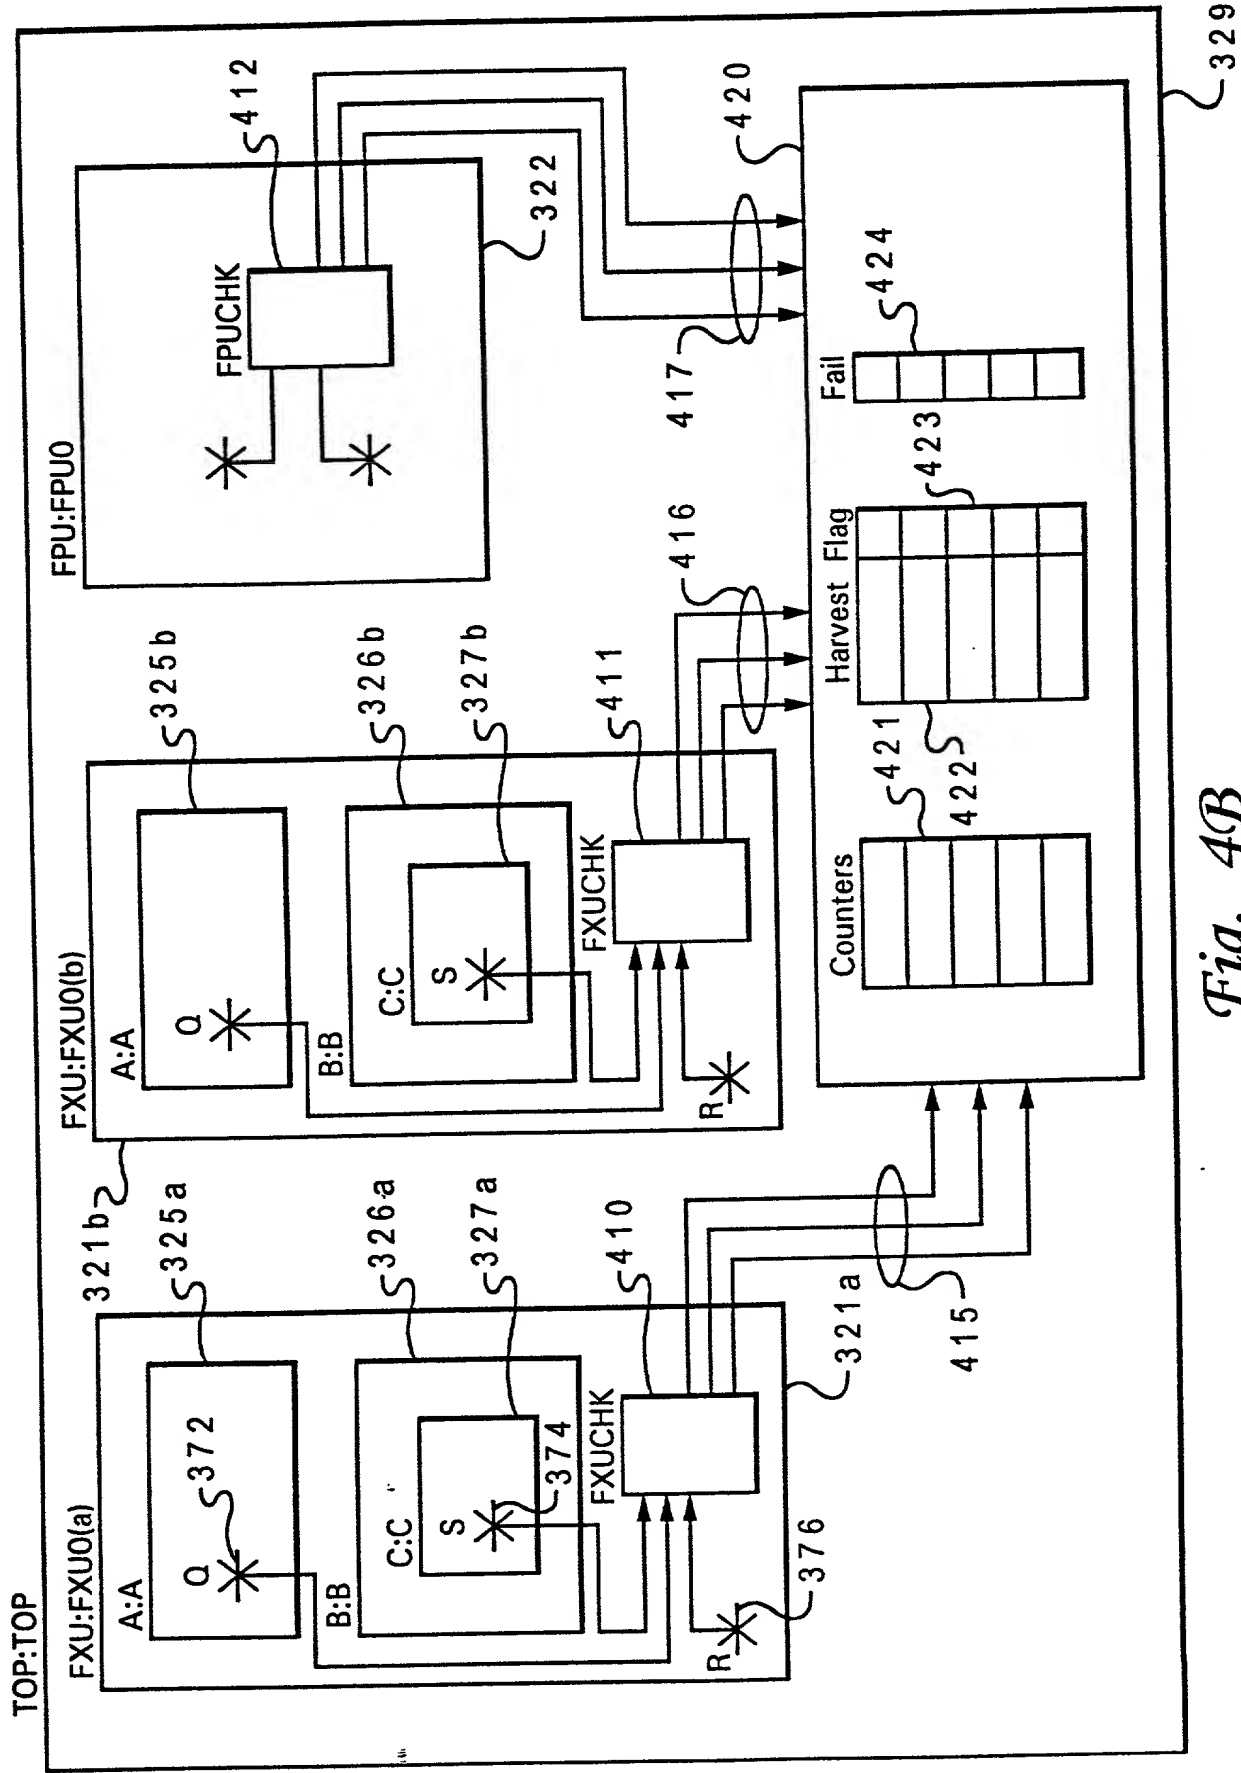 TOP:TOP
FXU:FXU0(a)
A:A
Q
372
325a
B:B
C:C
S
374
326a
327a
FXUCHK
410
R
376
321a
415
321b
FXU:FXU0(b)
A:A
Q
325b
B:B
C:C
S
326b
327b
FXUCHK
411
R
416
FPU:FPU0
FPUCHK
412
322
417
420
Counters
421
422
Harvest Flag
423
Fail
424
329
Fig. 4B